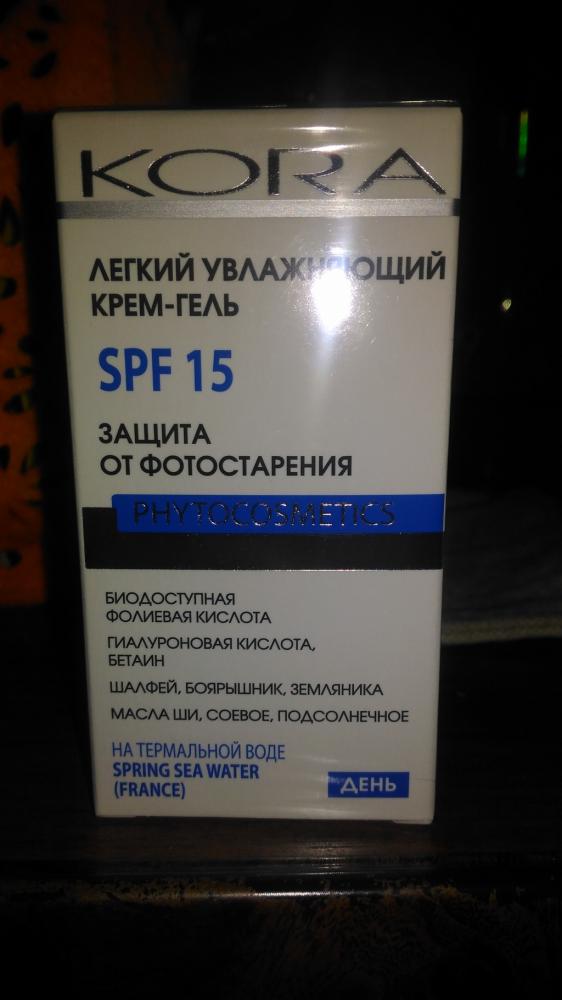 KORA
ЛЕГКИЙ УВЛАЖНЯЮЩИЙ
КРЕМ-ГЕЛЬ
SPF 15
ЗАЩИТА
ОТ ФОТОСТАРЕНИЯ
PHYTOCOSMETICS
БИОДОСТУПНАЯ
ФОЛИЕВАЯ КИСЛОТА
ГИАЛУРОНОВАЯ КИСЛОТА,
БЕТАИН
ШАЛФЕЙ, БОЯРЫШНИК, ЗЕМЛЯНИКА
МАСЛА ШИ, СОЕВОЕ, ПОДСОЛНЕЧНОЕ
НА ТЕРМАЛЬНОЙ ВОДЕ
SPRING SEA WATER
(FRANCE)
ДЕНЬ